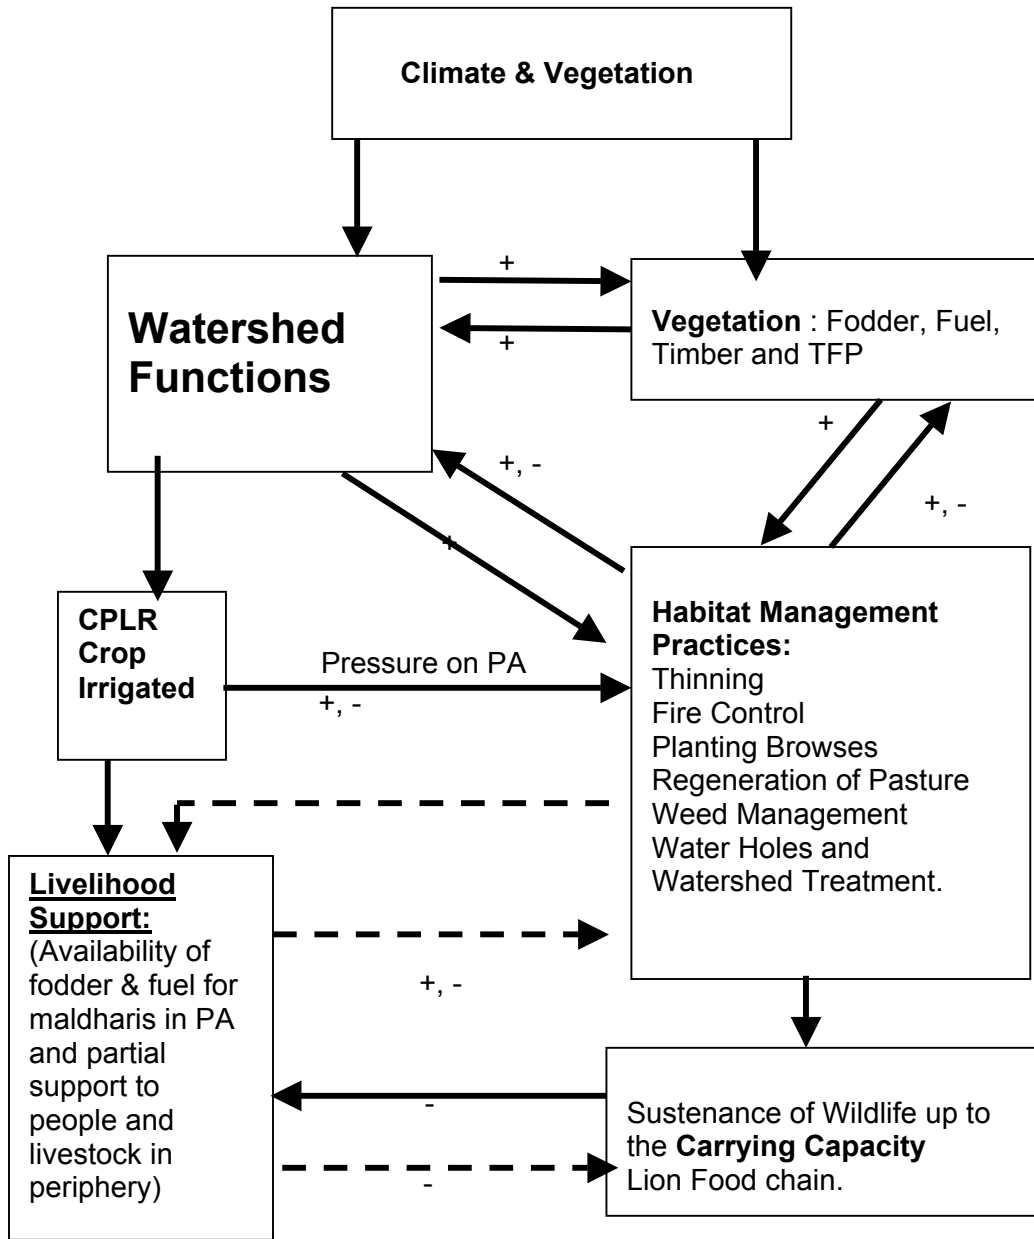 Climate & Vegetation
+
Watershed
Functions
+
Vegetation : Fodder, Fuel,
Timber and TFP
+
+, -
+, -
+
CPLR
Crop
Irrigated
Pressure on PA
+, -
Habitat Management
Practices:
Thinning
Fire Control
Planting Browses
Regeneration of Pasture
Weed Management
Water Holes and
Watershed Treatment.
Livelihood
Support:
(Availability of
fodder & fuel for
maldharis in PA
and partial
support to
people and
livestock in
periphery)
+, -
-
-
Sustenance of Wildlife up to
the Carrying Capacity
Lion Food chain.